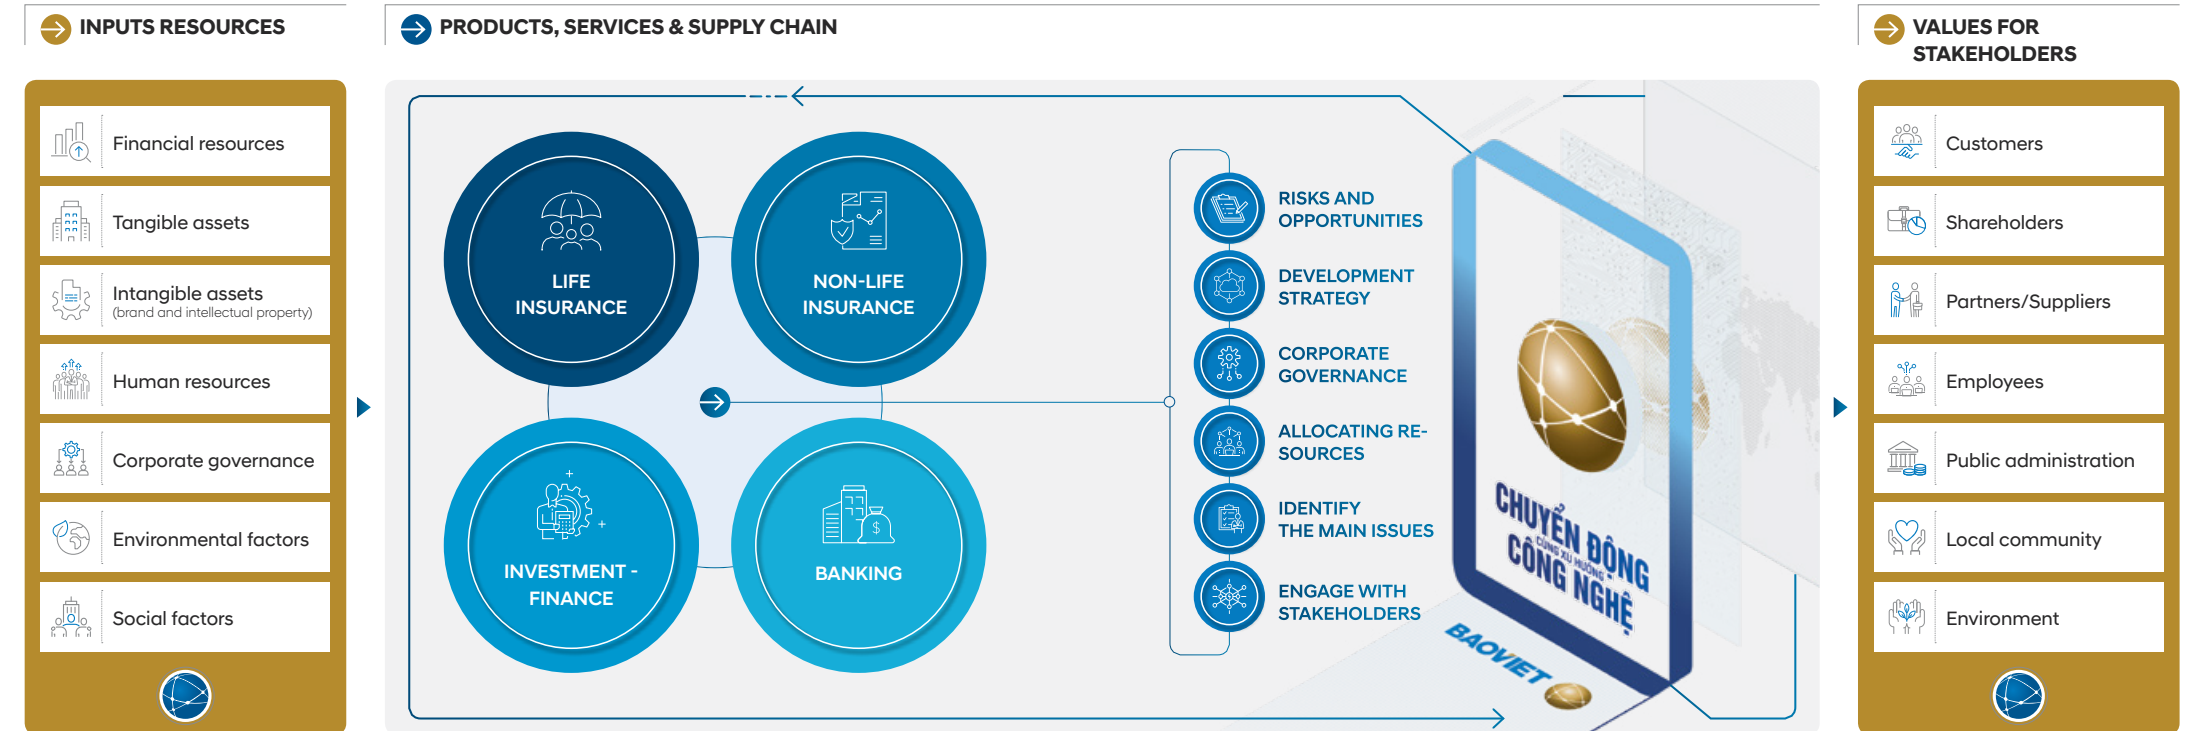 INPUTS RESOURCES
Financial resources
Tangible assets
Intangible assets
(brand and intellectual property)
Human resources
Corporate governance
Environmental factors
Social factors
PRODUCTS, SERVICES & SUPPLY CHAIN
LIFE
INSURANCE
NON-LIFE
INSURANCE
INVESTMENT -
FINANCE
BANKING
$
RISKS AND
OPPORTUNITIES
DEVELOPMENT
STRATEGY
CORPORATE
GOVERNANCE
ALLOCATING RE-
SOURCES
IDENTIFY
THE MAIN ISSUES
ENGAGE WITH
STAKEHOLDERS
CHUYỂN ĐỘNG
CÙNG XU HƯỚNG
CÔNG NGHỆ
BAOVIET
VALUES FOR
STAKEHOLDERS
Customers
Shareholders
Partners/Suppliers
Employees
Public administration
Local community
Environment